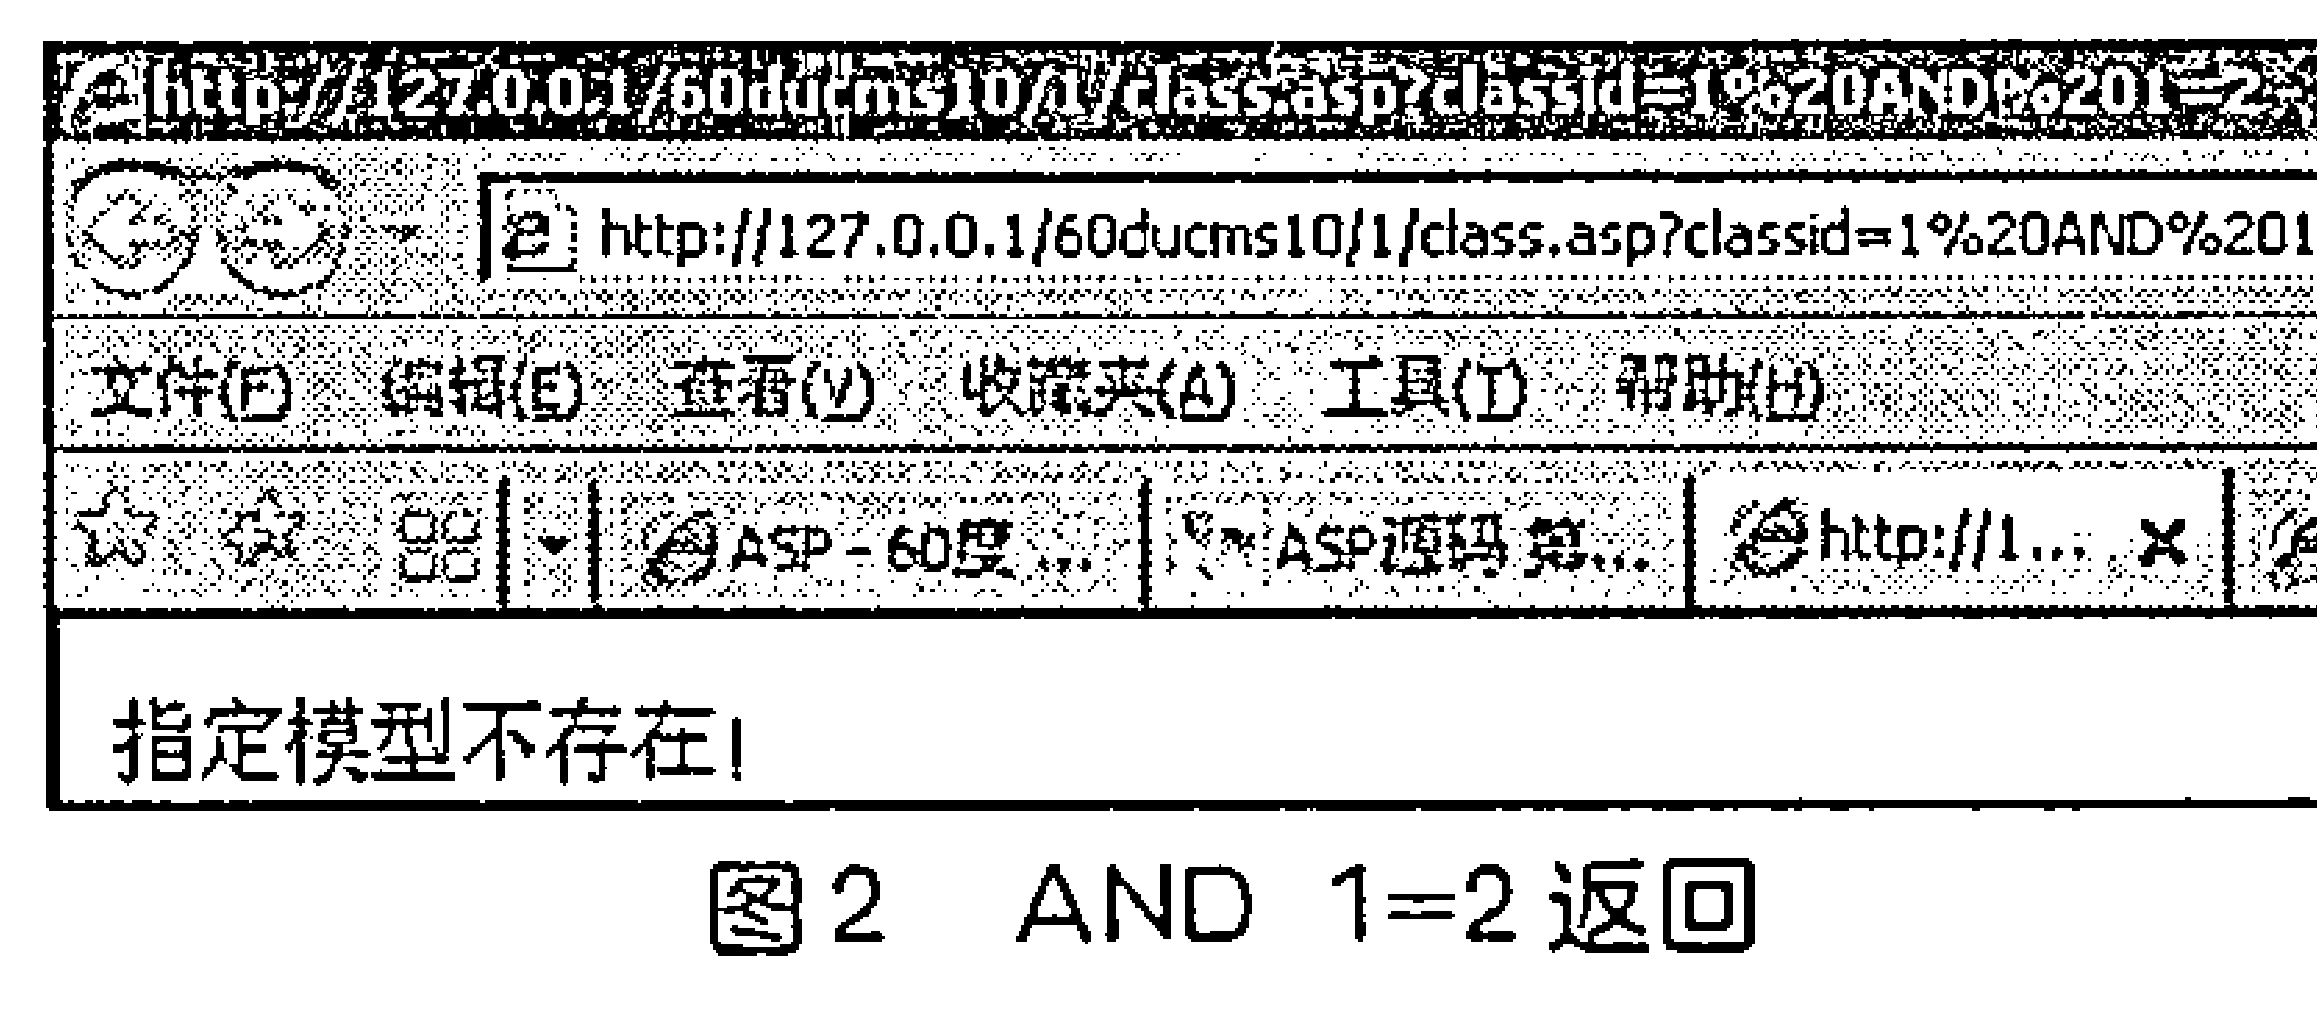 http://127.0.0.1/60ducms10/1/class.asp?classid=1%20AND%201=2
http://127.0.0.1/60ducms10/1/class.asp?classid=1%20AND%201
文件(F) 编辑(E) 查看(V) 收藏夹(A) 工具(T) 帮助(H)
ASP - 60度 ... ASP源码 ... http://1...
指定模型不存在!
图2 AND 1=2返回